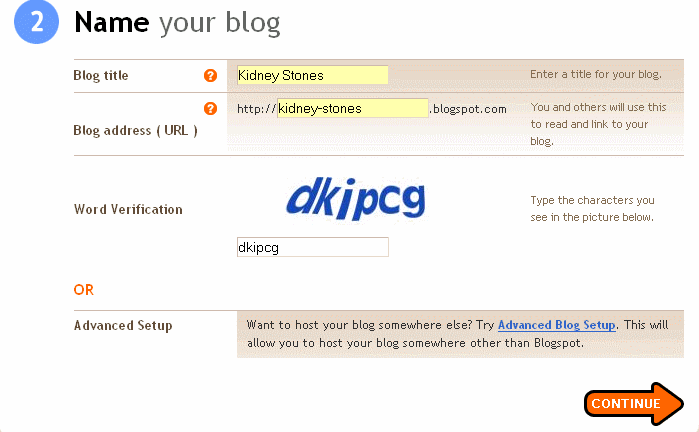 2 Name your blog
Blog title ? Kidney Stones Enter a title for your blog.
Blog address ( URL ) ? http://kidney-stones.blogspot.com You and others will use this
to read and link to your
blog.
Word Verification dkipcg Type the characters you
see in the picture below.
dkipcg
OR
Advanced Setup Want to host your blog somewhere else? Try Advanced Blog Setup. This will
allow you to host your blog somewhere other than Blogspot.
CONTINUE